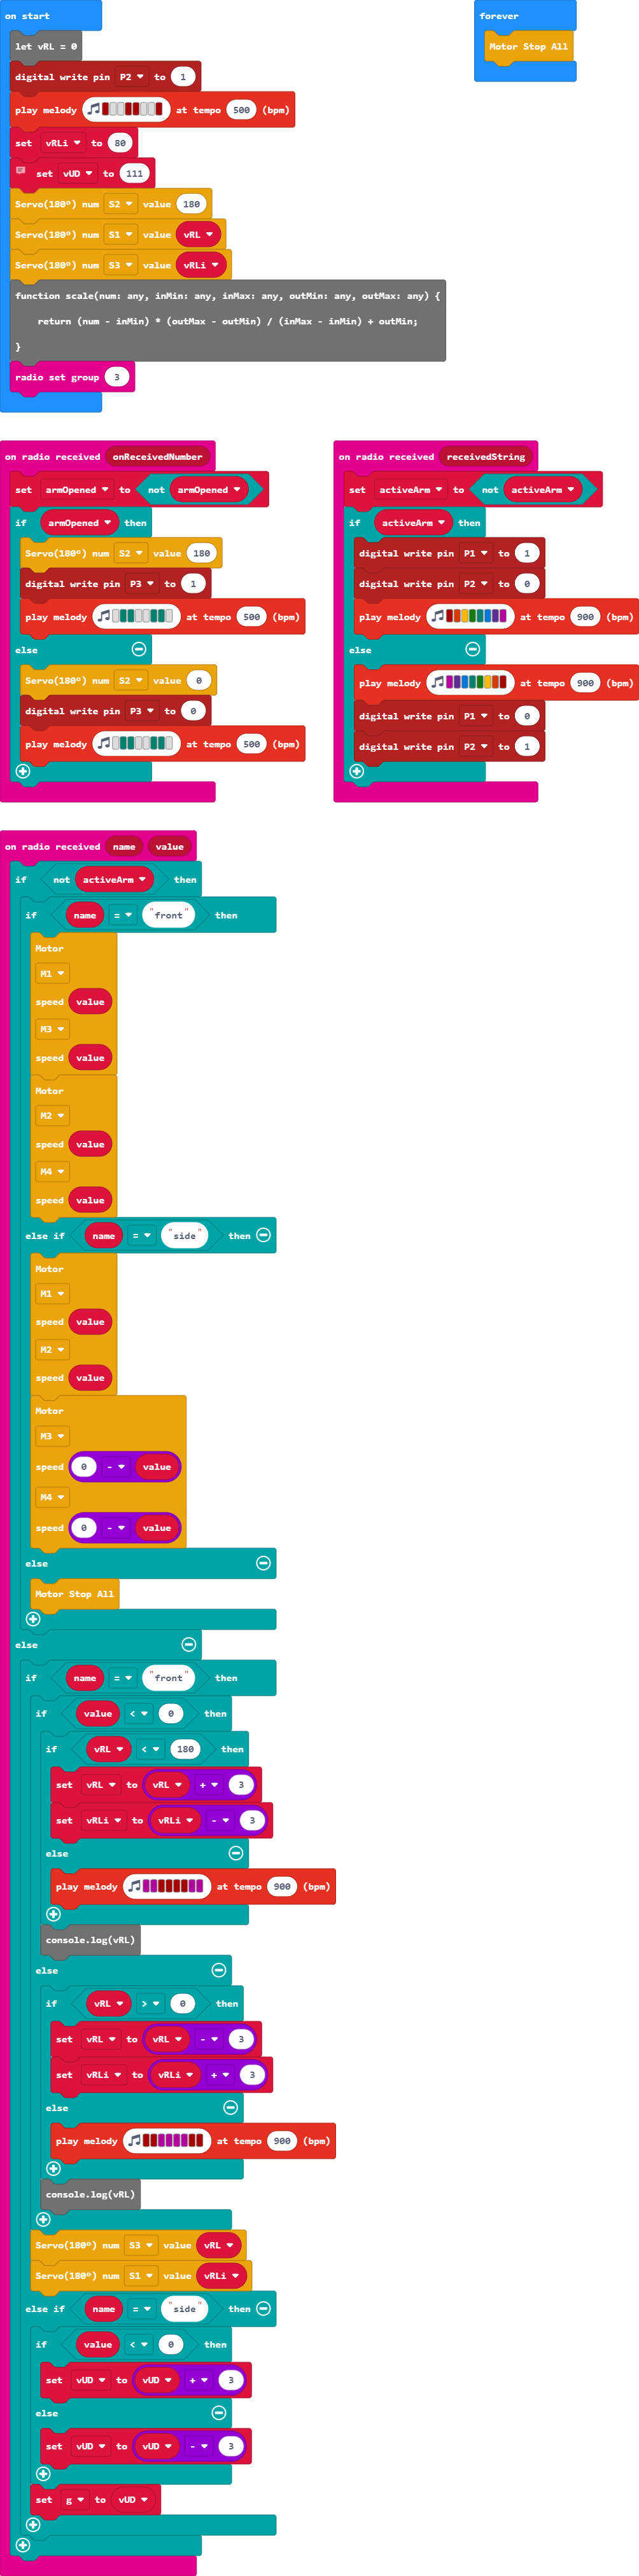 on start
let vRL = 0
digital write pin P2 to 1
play melody at tempo 500 (bpm)
set vRLi to 80
set vUD to 111
Servo(180°) num S2 value 180
Servo(180°) num S1 value vRL
Servo(180°) num S3 value vRLi
function scale(num: any, inMin: any, inMax: any, outMin: any, outMax: any) {
return (num - inMin) * (outMax - outMin) / (inMax - inMin) + outMin;
}
radio set group 3
forever
Motor Stop All
on radio received onReceivedNumber
set armOpened to not armOpened
if armOpened then
Servo(180°) num S2 value 180
digital write pin P3 to 1
play melody at tempo 500 (bpm)
else
Servo(180°) num S2 value 0
digital write pin P3 to 0
play melody at tempo 500 (bpm)
on radio received receivedString
set activeArm to not activeArm
if activeArm then
digital write pin P1 to 1
digital write pin P2 to 0
play melody at tempo 900 (bpm)
else
play melody at tempo 900 (bpm)
digital write pin P1 to 0
digital write pin P2 to 1
on radio received name value
if not activeArm then
if name = "front" then
Motor
M1
speed value
M3
speed value
Motor
M2
speed value
M4
speed value
else if name = "side" then
Motor
M1
speed value
M2
speed value
Motor
M3
speed 0 - value
M4
speed 0 - value
else
Motor Stop All
else
if name = "front" then
if value < 0 then
if vRL < 180 then
set vRL to vRL + 3
set vRLi to vRLi - 3
else
play melody at tempo 900 (bpm)
console.log(vRL)
else
if vRL > 0 then
set vRL to vRL - 3
set vRLi to vRLi + 3
else
play melody at tempo 900 (bpm)
console.log(vRL)
Servo(180°) num S3 value vRL
Servo(180°) num S1 value vRLi
else if name = "side" then
if value < 0 then
set vUD to vUD + 3
else
set vUD to vUD - 3
set g to vUD